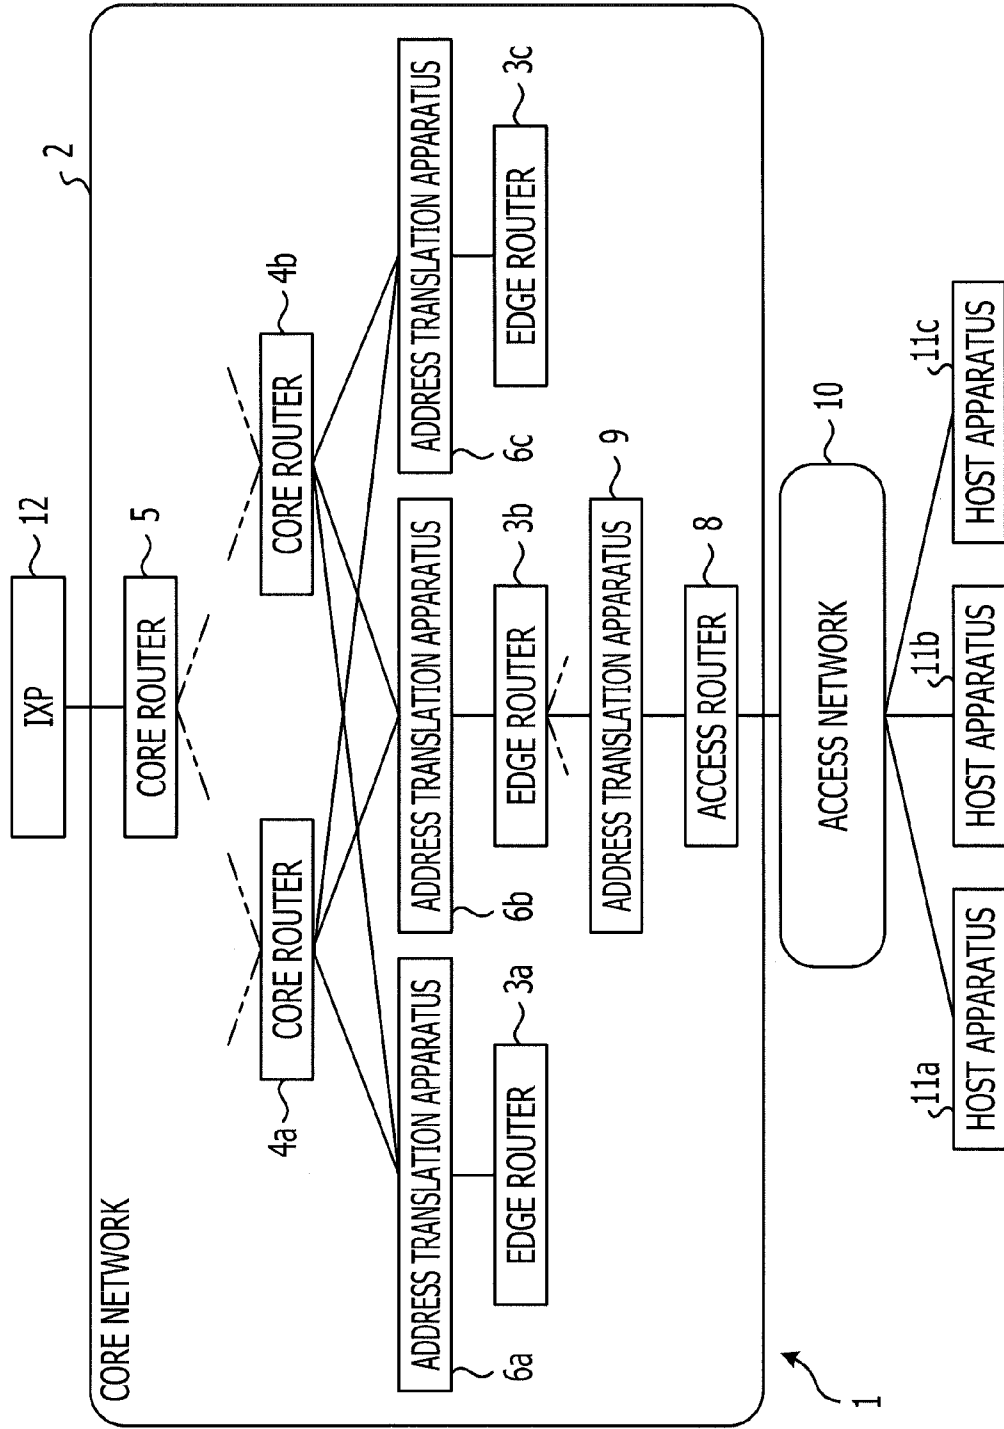 IXP
12
CORE NETWORK
2
CORE ROUTER
5
4a
CORE ROUTER
CORE ROUTER
4b
ADDRESS TRANSLATION APPARATUS
6a
ADDRESS TRANSLATION APPARATUS
6b
ADDRESS TRANSLATION APPARATUS
6c
EDGE ROUTER
3a
EDGE ROUTER
3b
EDGE ROUTER
3c
ADDRESS TRANSLATION APPARATUS
9
ACCESS ROUTER
8
1
ACCESS NETWORK
10
11a
HOST APPARATUS
11b
HOST APPARATUS
11c
HOST APPARATUS